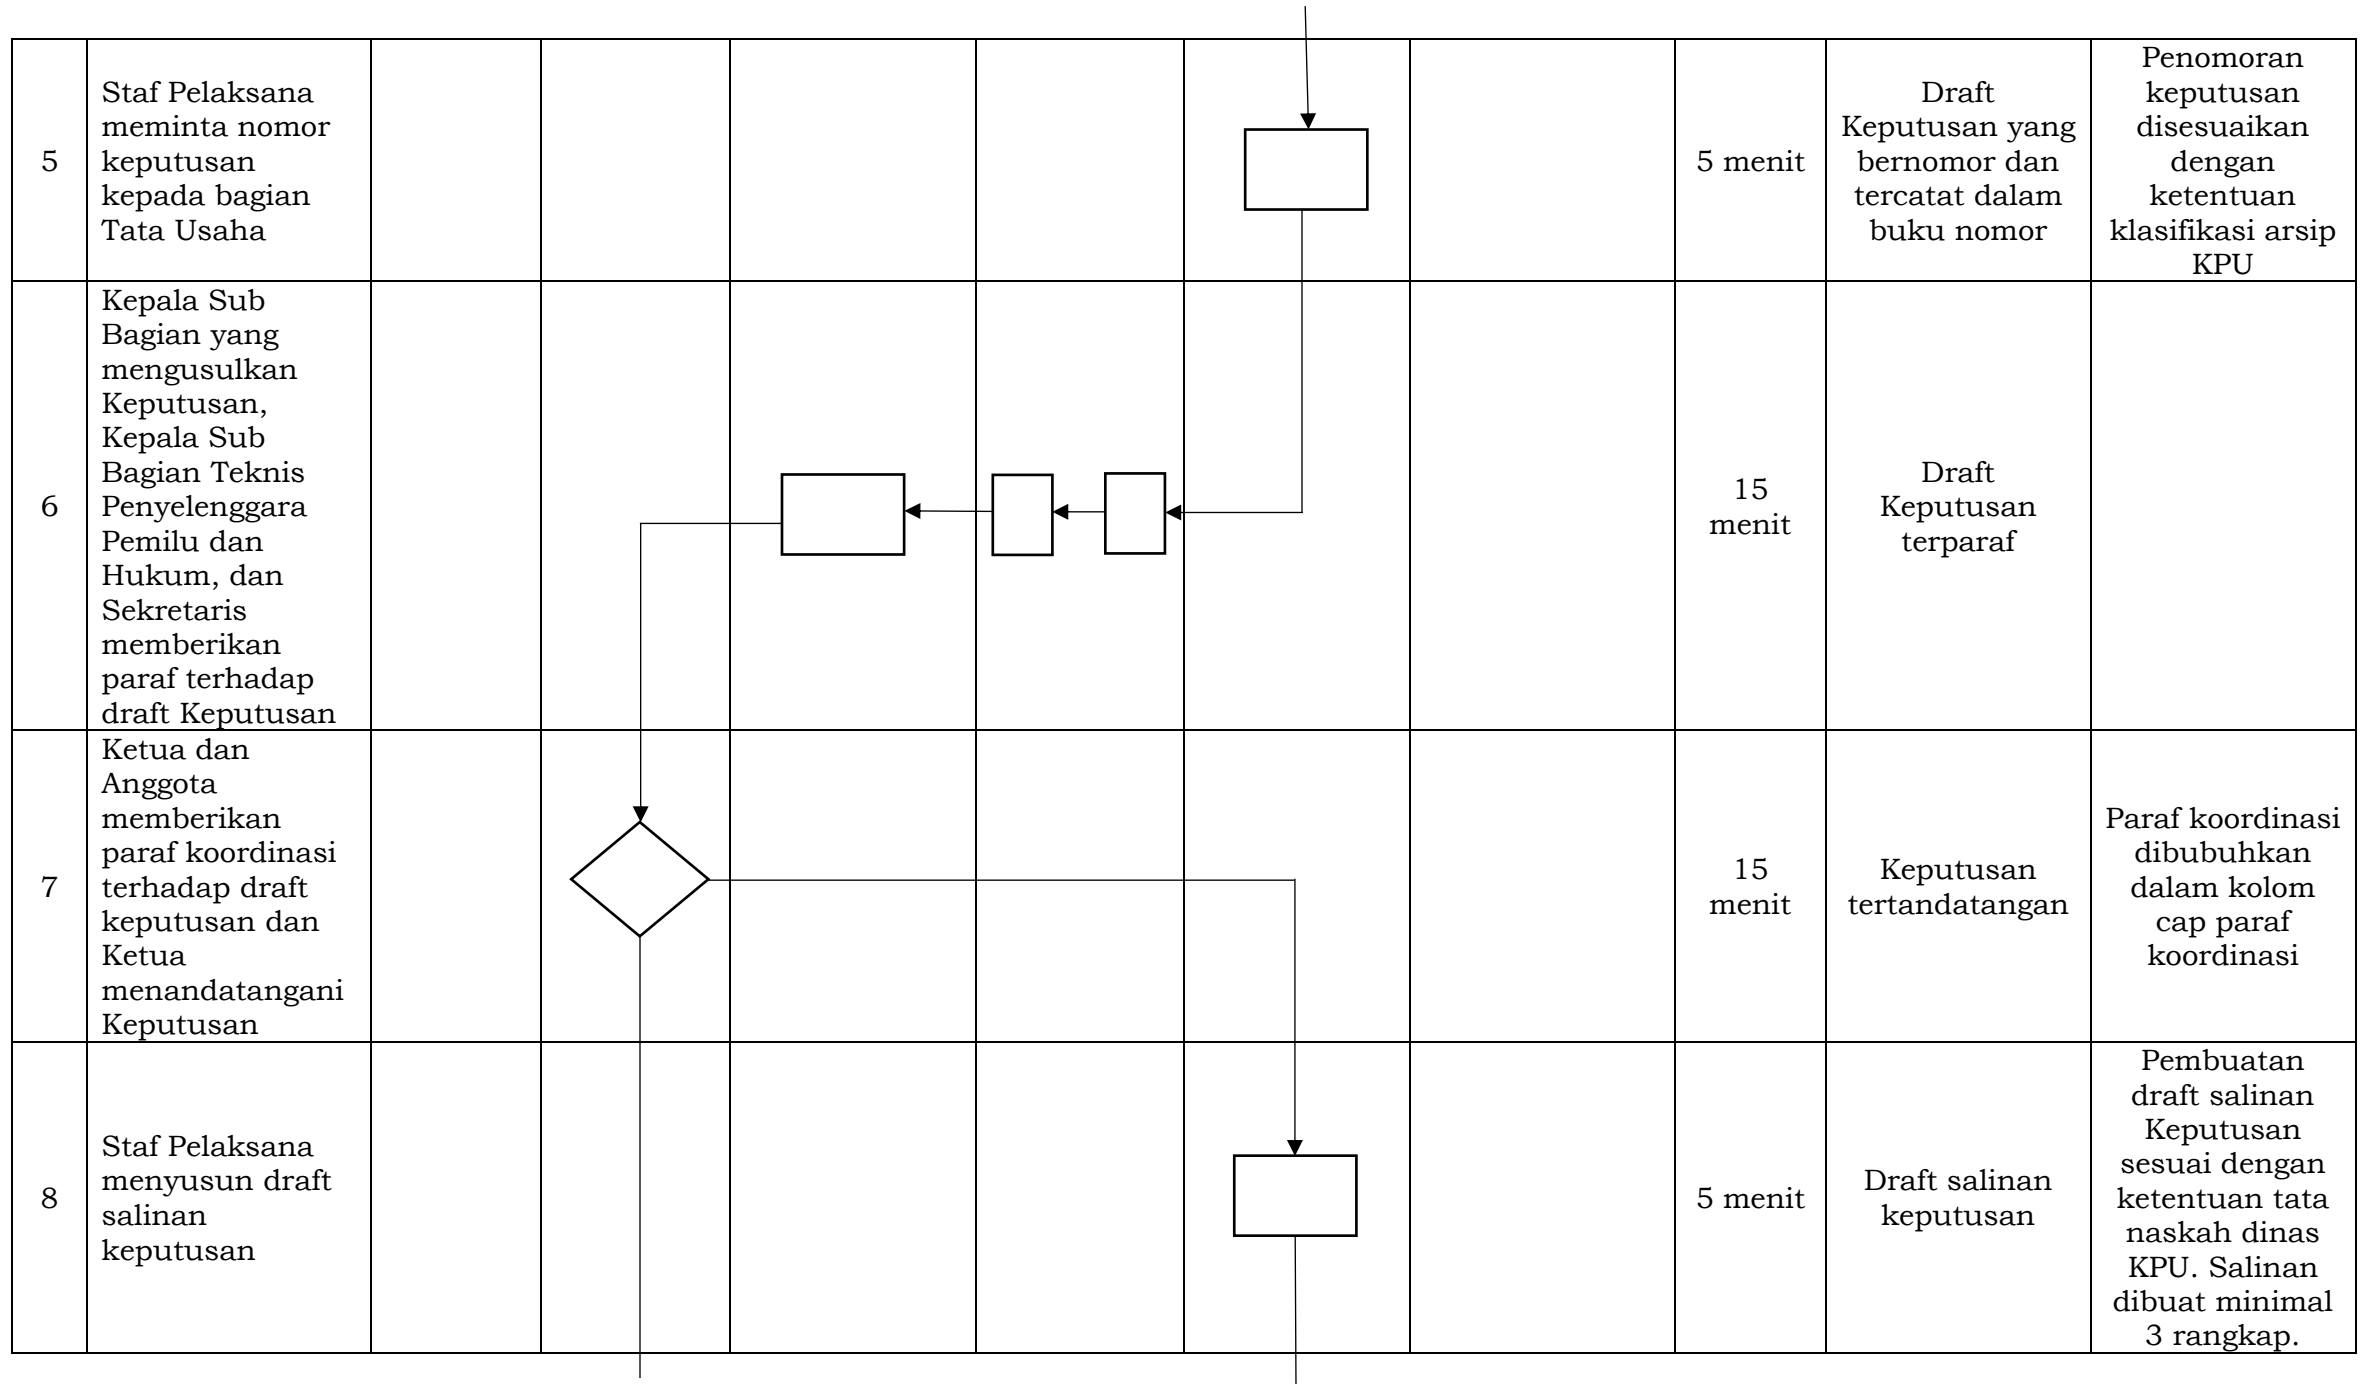 5
Staf Pelaksana
meminta nomor
keputusan
kepada bagian
Tata Usaha
5 menit
Draft
Keputusan yang
bernomor dan
tercatat dalam
buku nomor
Penomoran
keputusan
disesuaikan
dengan
ketentuan
klasifikasi arsip
KPU
6
Kepala Sub
Bagian yang
mengusulkan
Keputusan,
Kepala Sub
Bagian Teknis
Penyelenggara
Pemilu dan
Hukum, dan
Sekretaris
memberikan
paraf terhadap
draft Keputusan
15
menit
Draft
Keputusan
terparaf
7
Ketua dan
Anggota
memberikan
paraf koordinasi
terhadap draft
keputusan dan
Ketua
menandatangani
Keputusan
15
menit
Keputusan
tertandatangan
Paraf koordinasi
dibubuhkan
dalam kolom
cap paraf
koordinasi
8
Staf Pelaksana
menyusun draft
salinan
keputusan
5 menit
Draft salinan
keputusan
Pembuatan
draft salinan
Keputusan
sesuai dengan
ketentuan tata
naskah dinas
KPU. Salinan
dibuat minimal
3 rangkap.